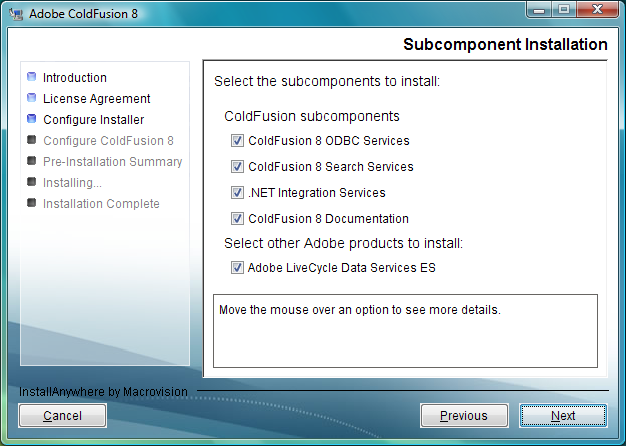 Adobe ColdFusion 8
Subcomponent Installation
Introduction
License Agreement
Configure Installer
Configure ColdFusion 8
Pre-Installation Summary
Installing...
Installation Complete
Select the subcomponents to install:
ColdFusion subcomponents
ColdFusion 8 ODBC Services
ColdFusion 8 Search Services
.NET Integration Services
ColdFusion 8 Documentation
Select other Adobe products to install:
Adobe LiveCycle Data Services ES
Move the mouse over an option to see more details.
InstallAnywhere by Macrovision
Cancel
Previous
Next